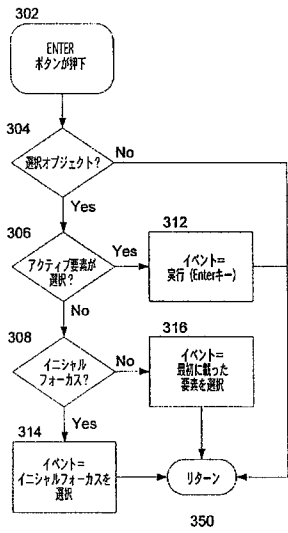 302
ENTER
ボタンが押下
304
選択オブジェクト?
No
Yes
306
アクティブ要素が
選択?
Yes
312
イベント=
実行 (Enterキー)
No
308
イニシャル
フォーカス?
No
316
イベント=
最初に載った
要素を選択
Yes
314
イベント=
イニシャルフォーカスを
選択
リターン
350